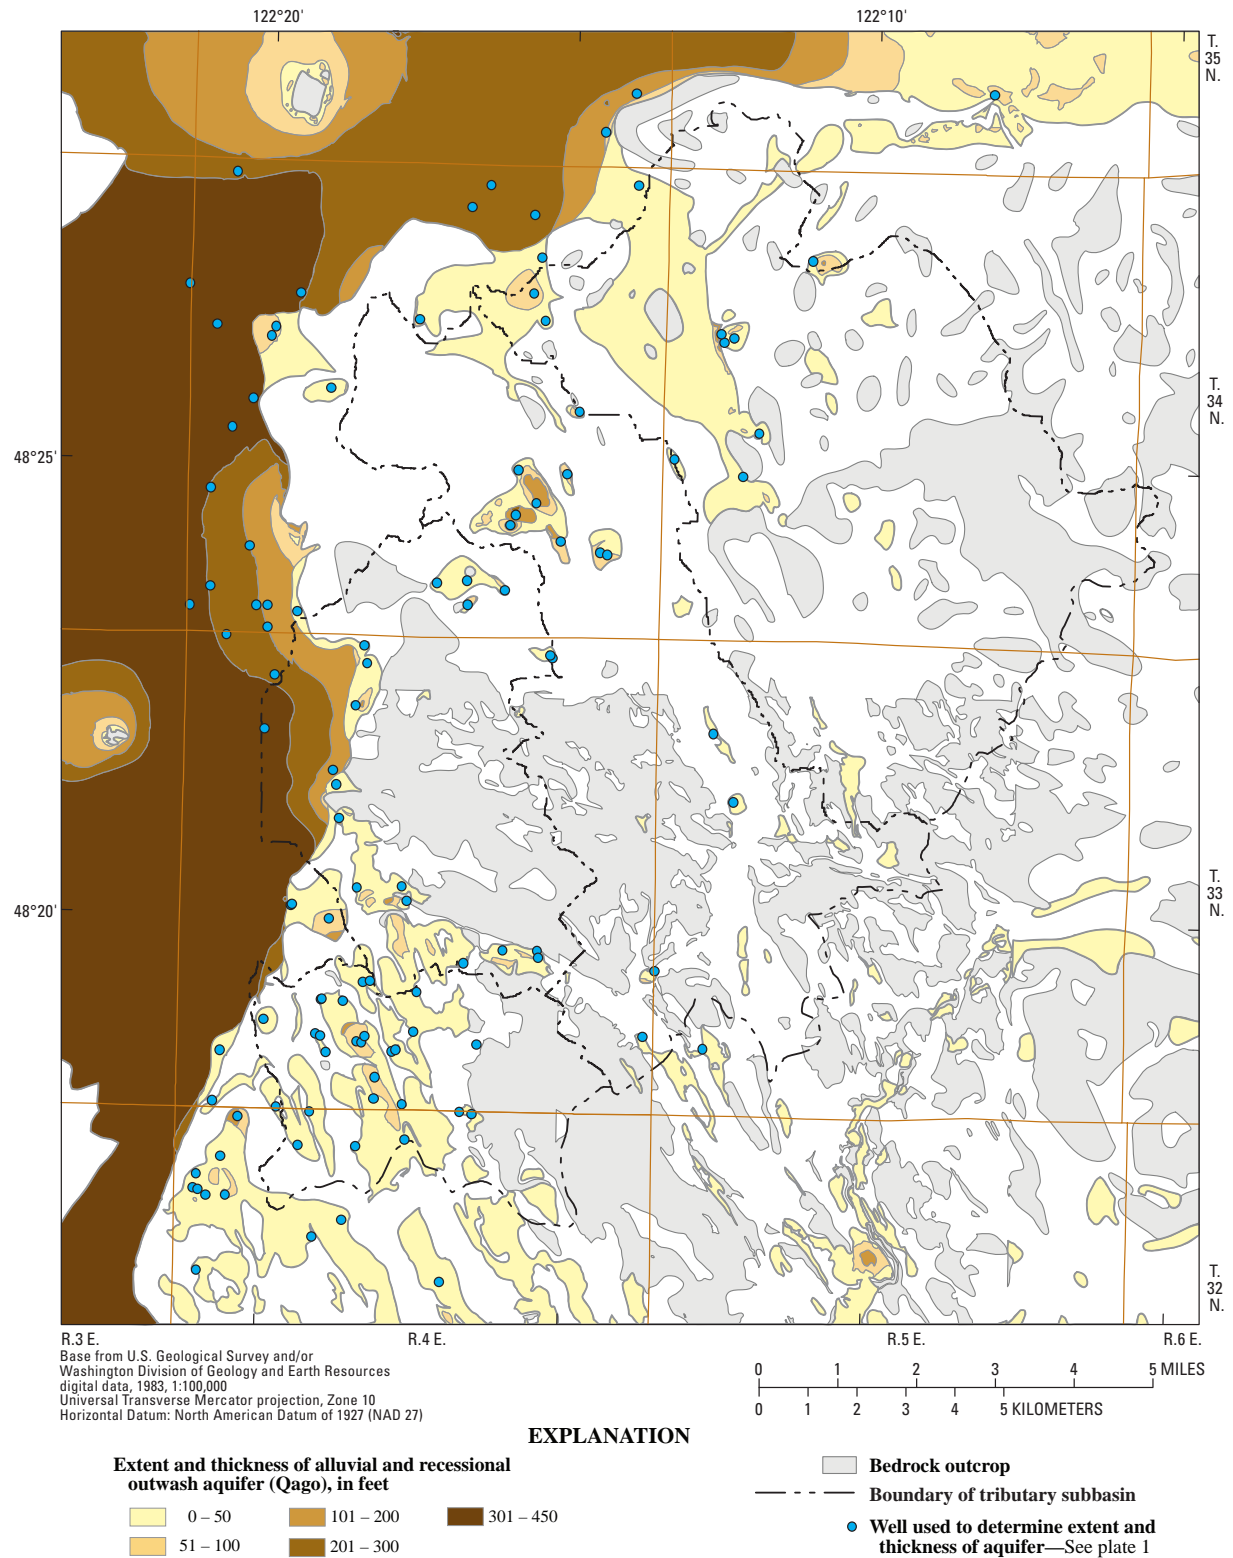 122°20' 122°10'
T.
35
N.
T.
34
N.
48°25'
T.
33
N.
48°20'
T.
32
N.
R.3 E. R.4 E. R.5 E. R.6 E.
Base from U.S. Geological Survey and/or
Washington Division of Geology and Earth Resources
digital data, 1983, 1:100,000
Universal Transverse Mercator projection, Zone 10
Horizontal Datum: North American Datum of 1927 (NAD 27)
0 1 2 3 4 5 MILES
0 1 2 3 4 5 KILOMETERS
EXPLANATION
Extent and thickness of alluvial and recessional
outwash aquifer (Qago), in feet
0 – 50 101 – 200 301 – 450
51 – 100 201 – 300
Bedrock outcrop
Boundary of tributary subbasin
Well used to determine extent and
thickness of aquifer—See plate 1